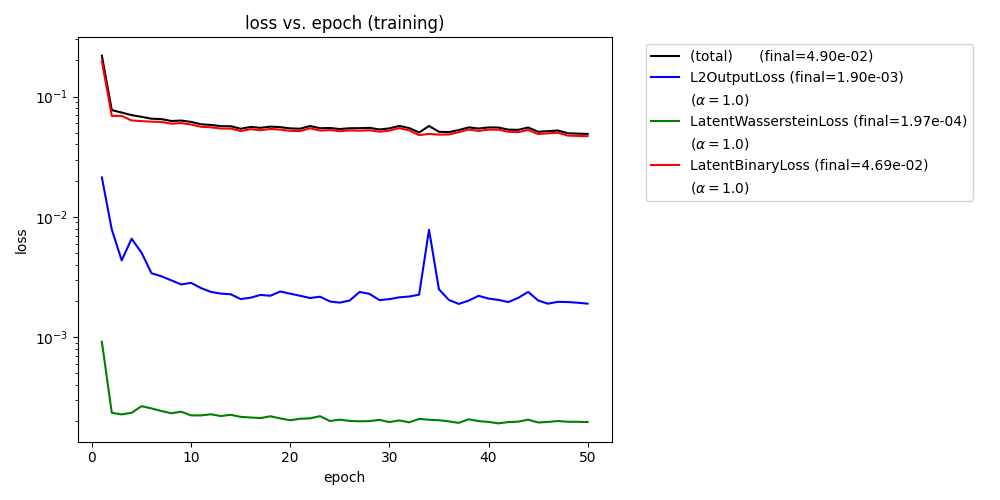 loss vs. epoch (training)
(total)      (final=4.90e-02)
L2OutputLoss (final=1.90e-03)
(α = 1.0)
LatentWassersteinLoss (final=1.97e-04)
(α = 1.0)
LatentBinaryLoss (final=4.69e-02)
(α = 1.0)
10⁻¹
10⁻²
10⁻³
loss
0 10 20 30 40 50
epoch